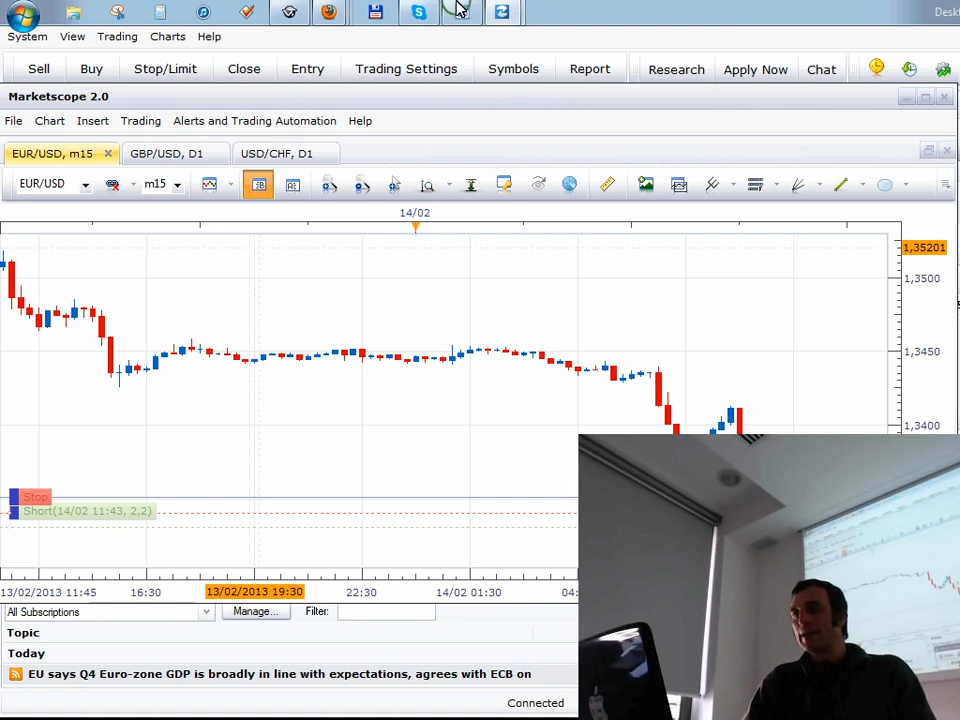 Deskt
System View Trading Charts Help
Sell Buy Stop/Limit Close Entry Trading Settings Symbols Report Research Apply Now Chat
Marketscope 2.0
File Chart Insert Trading Alerts and Trading Automation Help
EUR/USD, m15 GBP/USD, D1 USD/CHF, D1
EUR/USD m15
14/02
1,35201
1,3500
1,3450
1,3400
Stop
Short(14/02 11:43, 2,2)
13/02/2013 11:45 16:30 13/02/2013 19:30 22:30 14/02 01:30 04:
All Subscriptions Manage... Filter:
Topic
Today
EU says Q4 Euro-zone GDP is broadly in line with expectations, agrees with ECB on
Connected